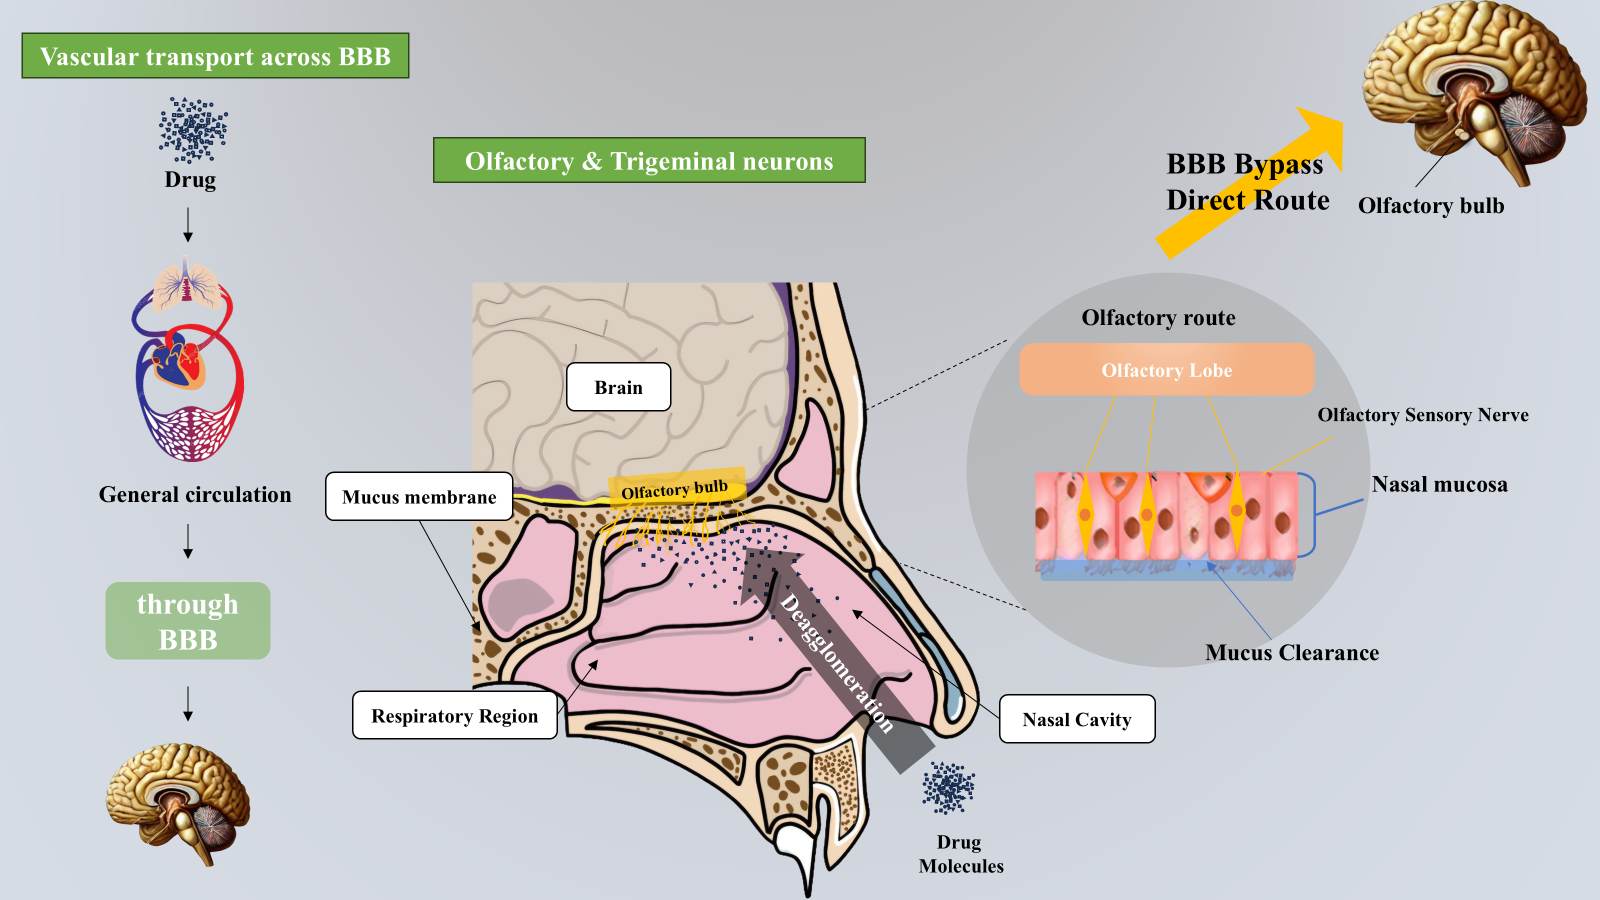 Vascular transport across BBB
Drug
General circulation
through
BBB
Olfactory & Trigeminal neurons
Brain
Mucus membrane
Olfactory bulb
Respiratory Region
Deagglomeration
Nasal Cavity
Drug
Molecules
BBB Bypass
Direct Route
Olfactory bulb
Olfactory route
Olfactory Lobe
Olfactory Sensory Nerve
Nasal mucosa
Mucus Clearance